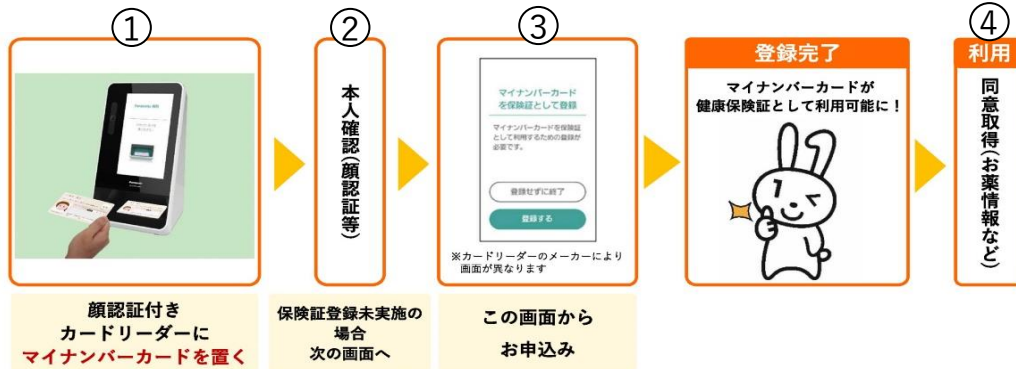 ①
②
③
④
本人確認(顔認証等)
マイナンバーカード
を保険証として登録
マイナンバーカードを保険証
として利用するための登録が
必要です。
登録せずに終了
登録する
※カードリーダーのメーカーにより
画面が異なります
登録完了
マイナンバーカードが
健康保険証として利用可能に！
利用
同意取得(お薬情報など)
顔認証付き
カードリーダーに
マイナンバーカードを置く
保険証登録未実施の
場合
次の画面へ
この画面から
お申込み